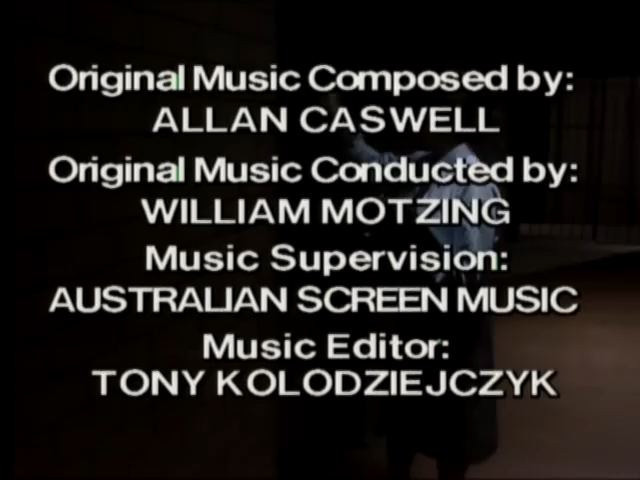 Original Music Composed by:
ALLAN CASWELL
Original Music Conducted by:
WILLIAM MOTZING
Music Supervision:
AUSTRALIAN SCREEN MUSIC
Music Editor:
TONY KOLODZIEJCZYK